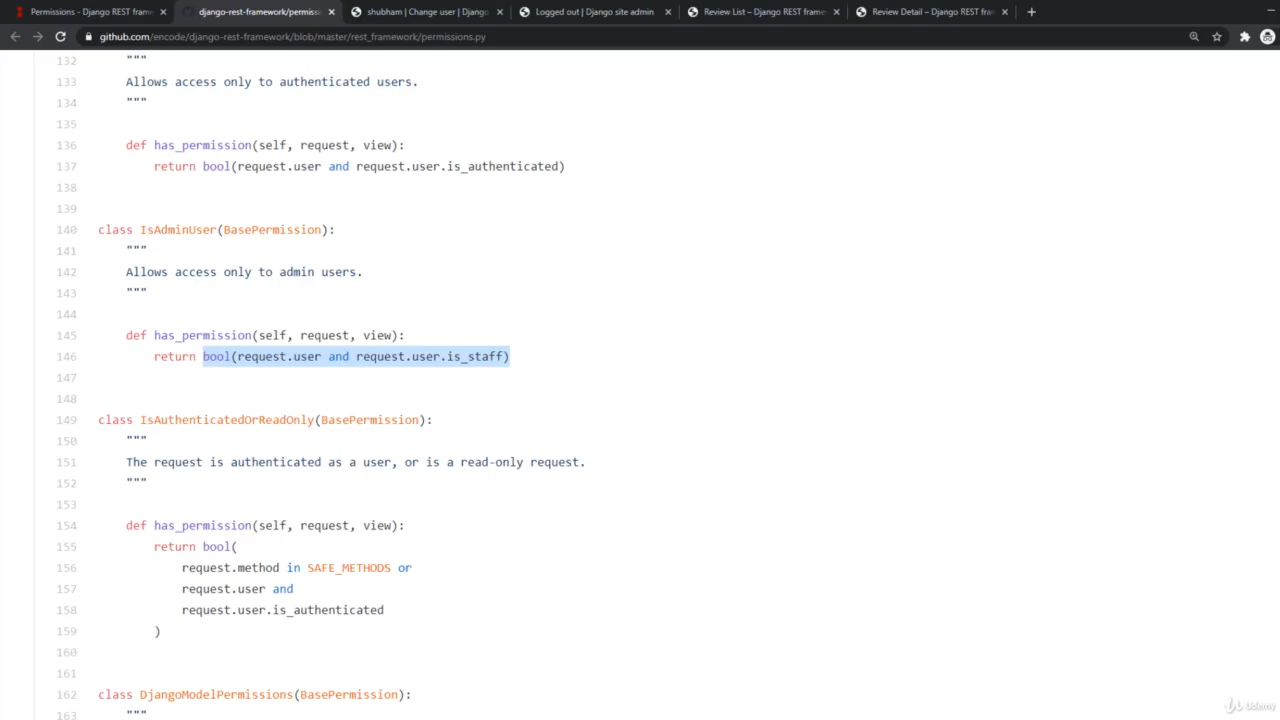 Permissions - Django REST frame
django-rest-framework/permissi
shubham | Change user | Django
Logged out | Django site admin
Review List – Django REST frame
Review Detail – Django REST fra
github.com/encode/django-rest-framework/blob/master/rest_framework/permissions.py
132 """
133 Allows access only to authenticated users.
134 """
135
136 def has_permission(self, request, view):
137 return bool(request.user and request.user.is_authenticated)
138
139
140 class IsAdminUser(BasePermission):
141 """
142 Allows access only to admin users.
143 """
144
145 def has_permission(self, request, view):
146 return bool(request.user and request.user.is_staff)
147
148
149 class IsAuthenticatedOrReadOnly(BasePermission):
150 """
151 The request is authenticated as a user, or is a read-only request.
152 """
153
154 def has_permission(self, request, view):
155 return bool(
156 request.method in SAFE_METHODS or
157 request.user and
158 request.user.is_authenticated
159 )
160
161
162 class DjangoModelPermissions(BasePermission):
163 """
Udemy